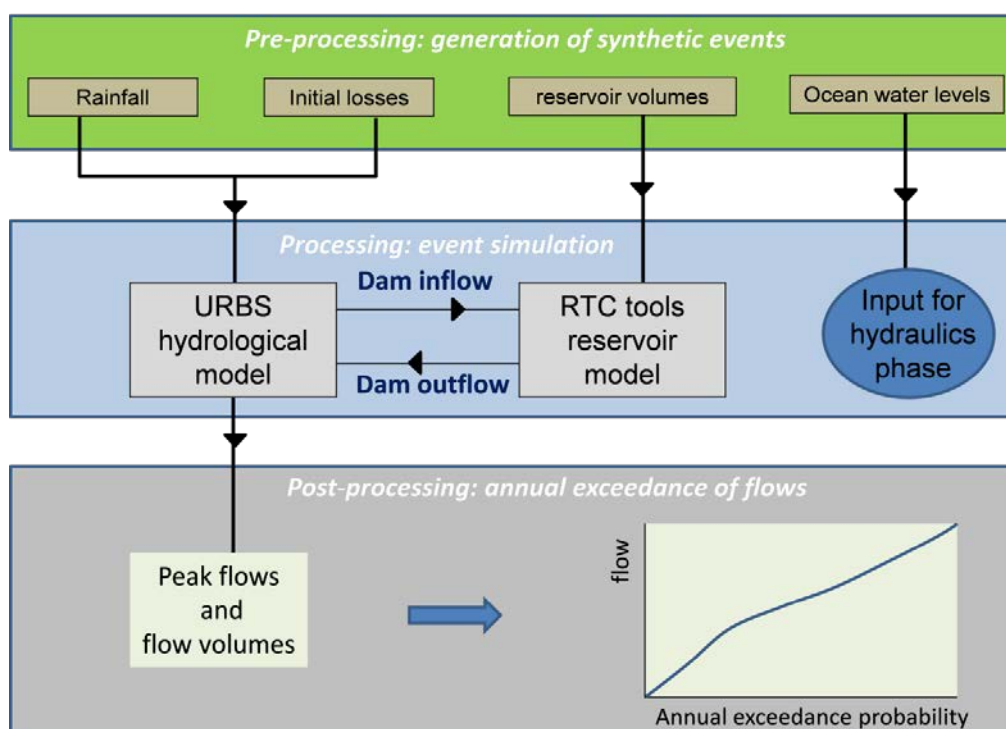 Pre-processing: generation of synthetic events
Rainfall
Initial losses
reservoir volumes
Ocean water levels
Processing: event simulation
URBS
hydrological
model
Dam inflow
Dam outflow
RTC tools
reservoir
model
Input for
hydraulics
phase
Post-processing: annual exceedance of flows
Peak flows
and
flow volumes
flow
Annual exceedance probability